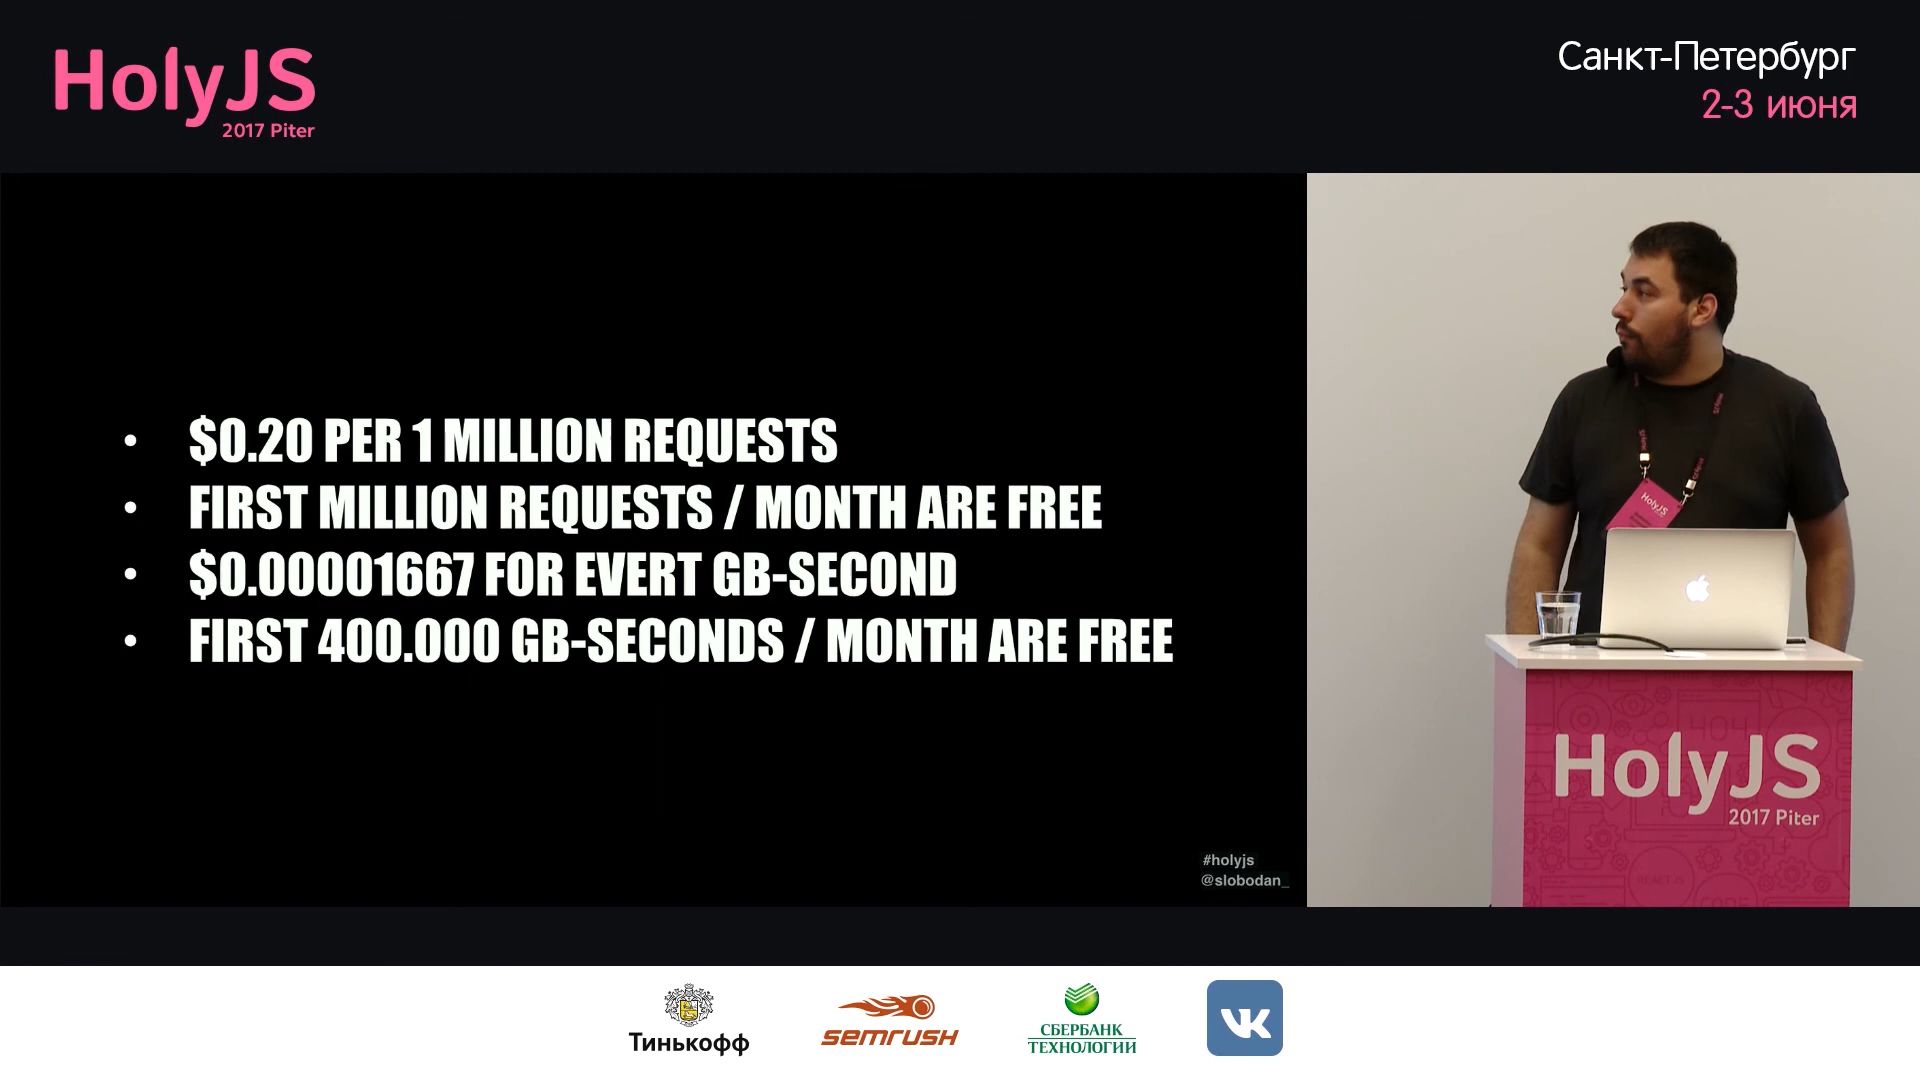 HolyJS
2017 Piter
Санкт-Петербург
2-3 июня
• $0.20 PER 1 MILLION REQUESTS
• FIRST MILLION REQUESTS / MONTH ARE FREE
• $0.00001667 FOR EVERT GB-SECOND
• FIRST 400.000 GB-SECONDS / MONTH ARE FREE
#holyjs
@slobodan_
HolyJS
HolyJS
2017 Piter
Тинькофф
semrush
СБЕРБАНК
ТЕХНОЛОГИИ
VK